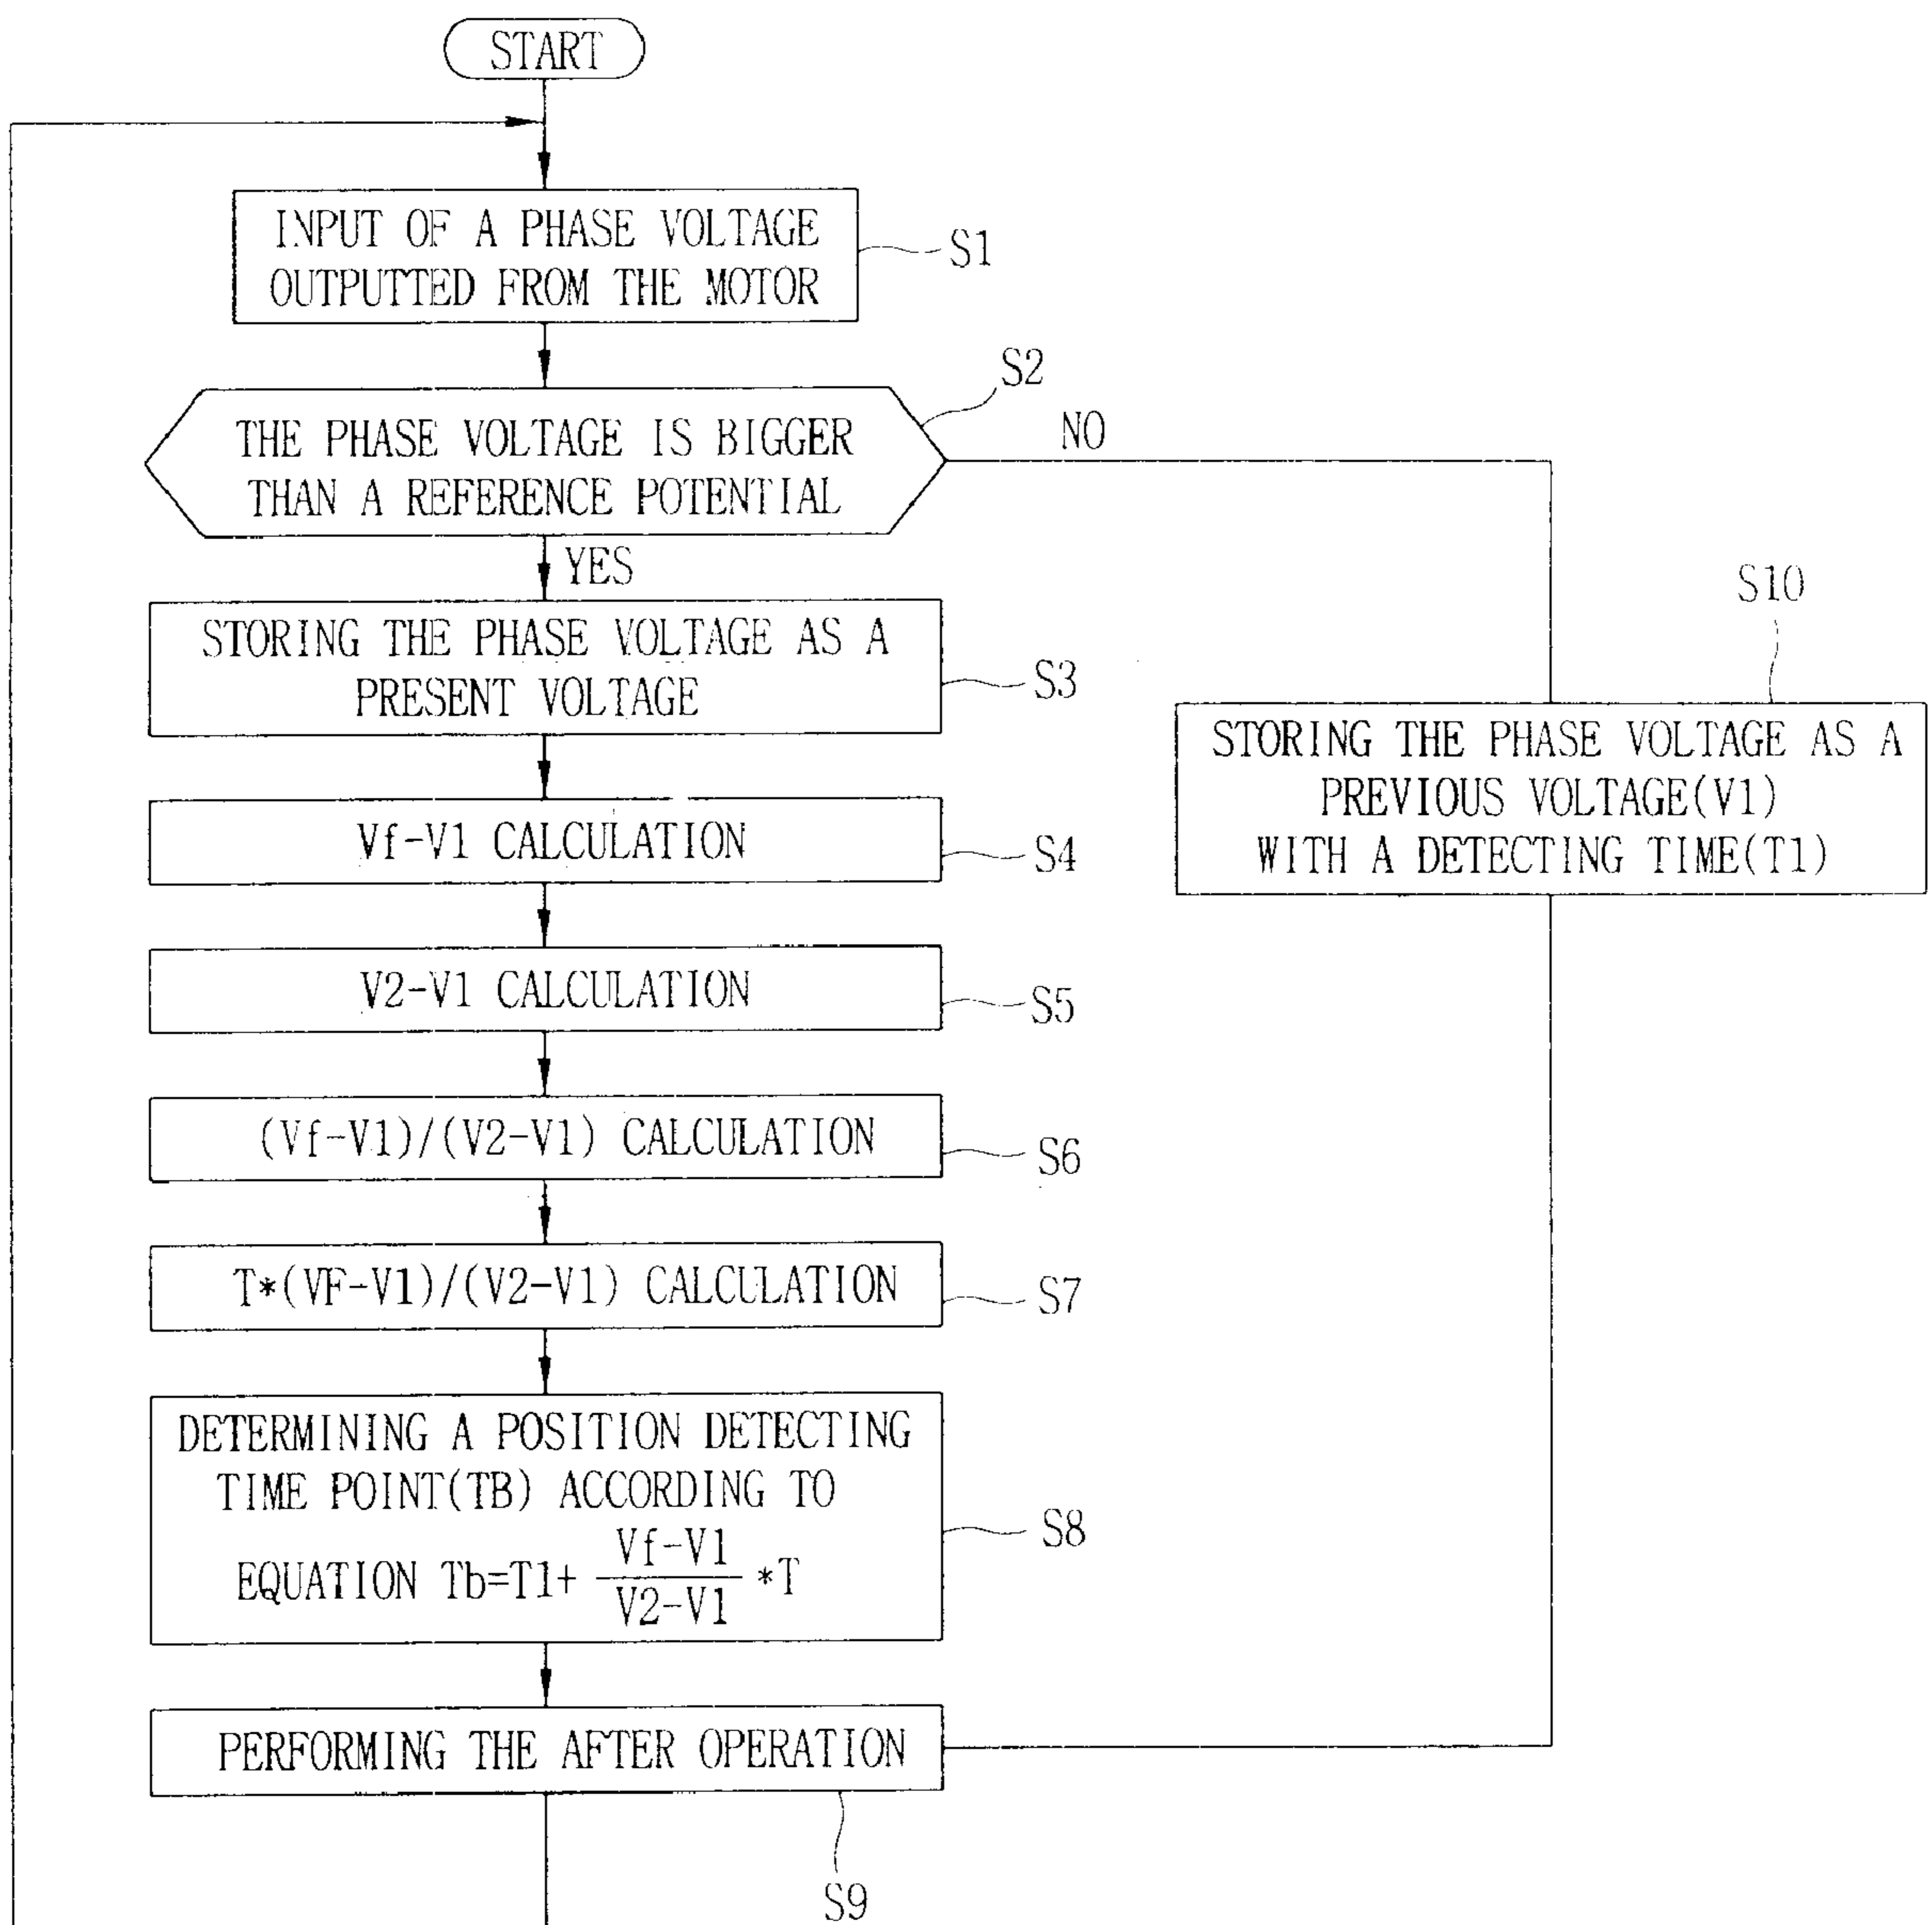 START
INPUT OF A PHASE VOLTAGE
OUTPUTTED FROM THE MOTOR
S1
S2
THE PHASE VOLTAGE IS BIGGER
THAN A REFERENCE POTENTIAL
NO
YES
STORING THE PHASE VOLTAGE AS A
PRESENT VOLTAGE
S3
S10
STORING THE PHASE VOLTAGE AS A
PREVIOUS VOLTAGE(V1)
WITH A DETECTING TIME(T1)
Vf-V1 CALCULATION
S4
V2-V1 CALCULATION
S5
(Vf-V1)/(V2-V1) CALCULATION
S6
T*(VF-V1)/(V2-V1) CALCULATION
S7
DETERMINING A POSITION DETECTING
TIME POINT(TB) ACCORDING TO
EQUATION Tb=T1+ Vf-V1 / V2-V1 *T
S8
PERFORMING THE AFTER OPERATION
S9